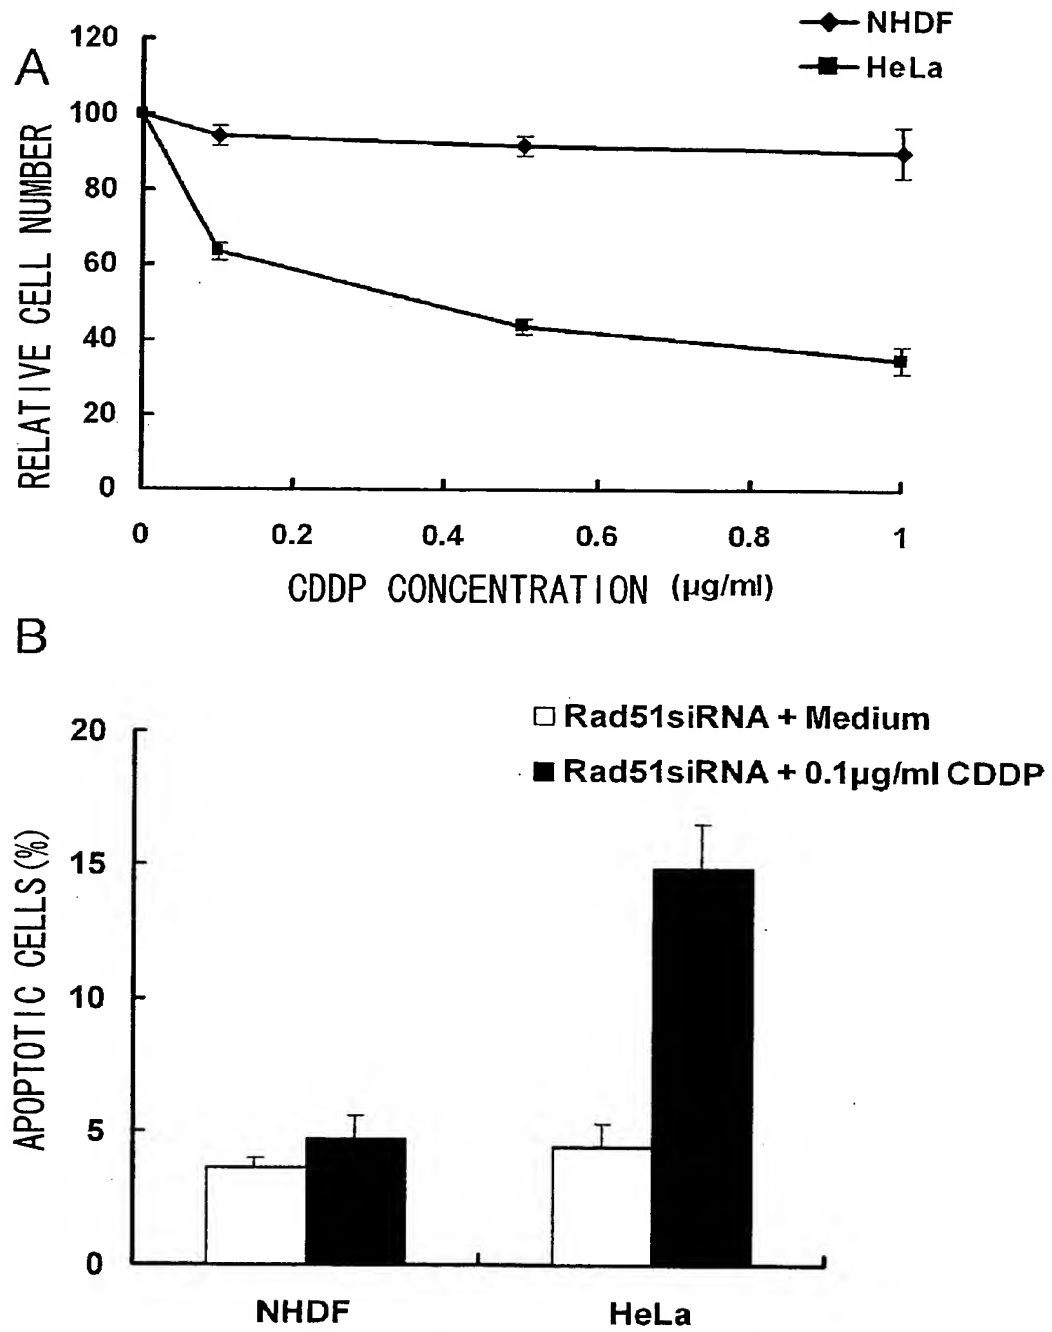 A
NHDF
HeLa
RELATIVE CELL NUMBER
120
100
80
60
40
20
0
0 0.2 0.4 0.6 0.8 1
CDDP CONCENTRATION (μg/ml)
B
Rad51siRNA + Medium
Rad51siRNA + 0.1μg/ml CDDP
APOPTOTIC CELLS(%)
20
15
10
5
0
NHDF HeLa